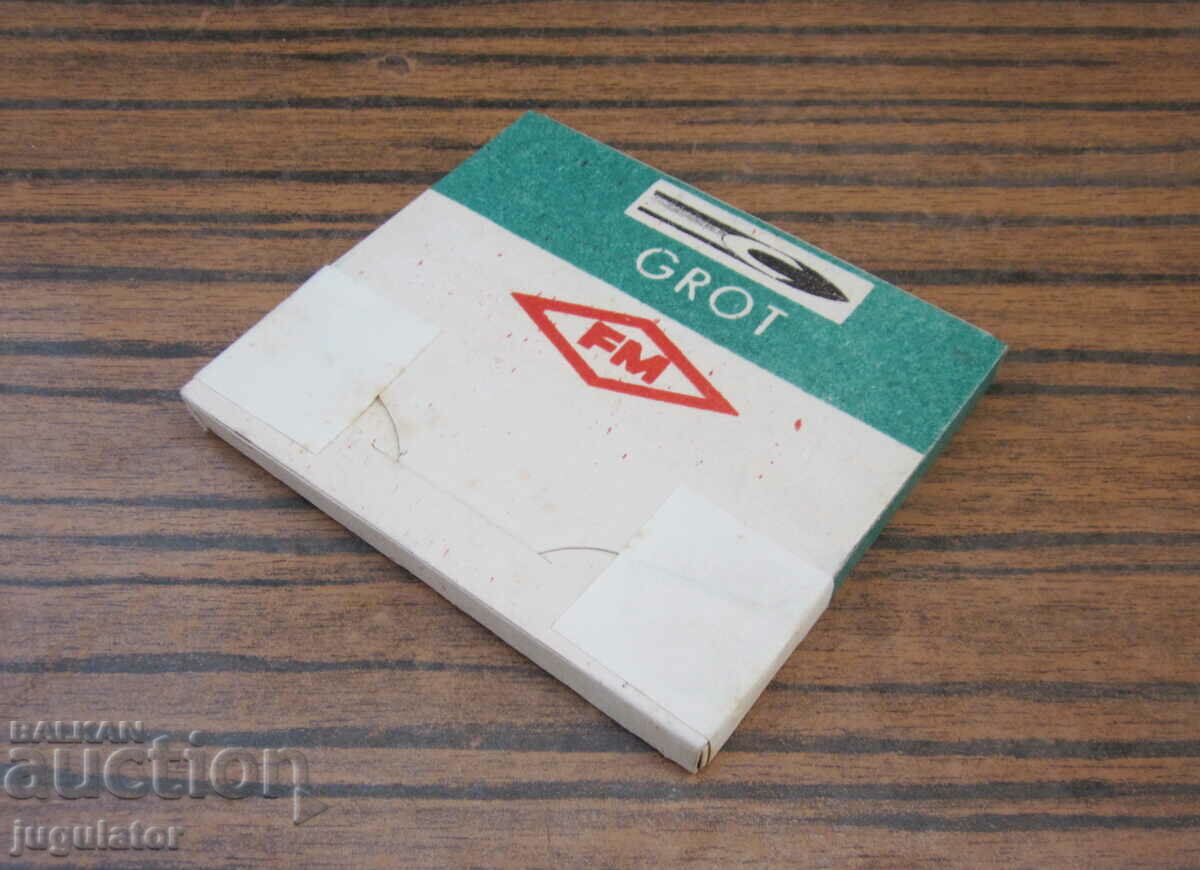 GROT
FM
BALKAN
auction
jugulator